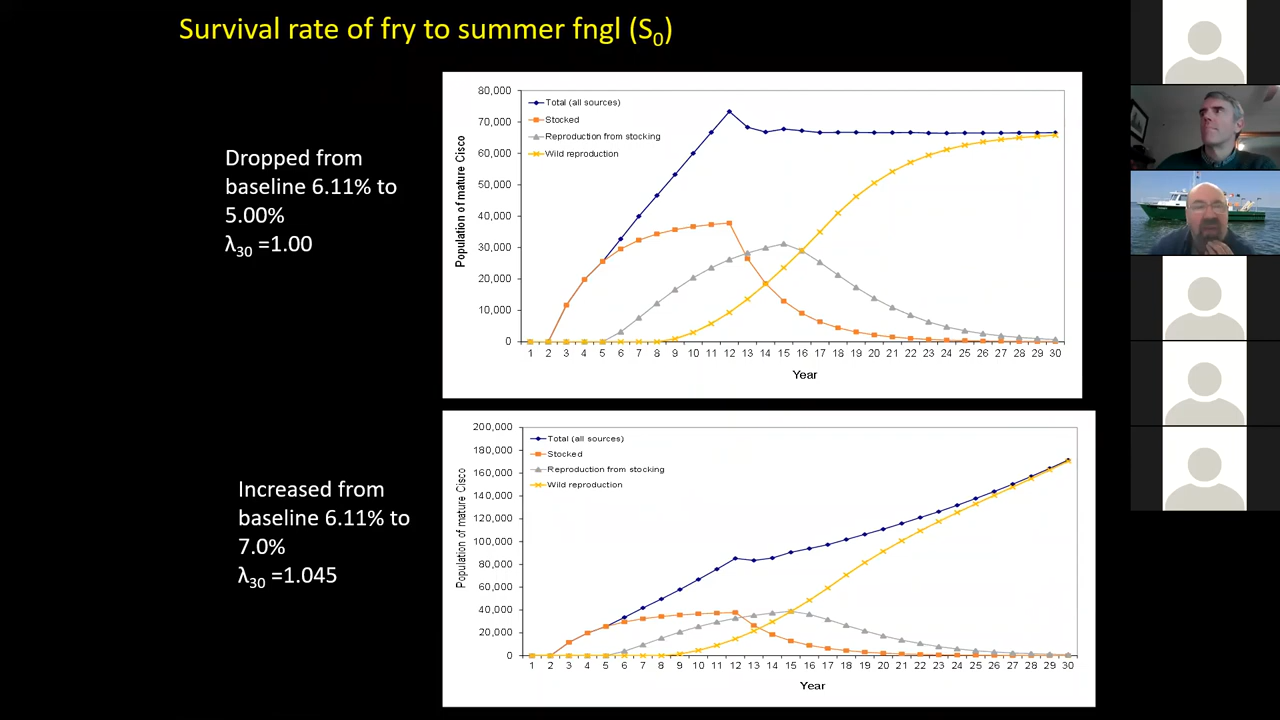 Survival rate of fry to summer fngl (S0)
Dropped from
baseline 6.11% to
5.00%
λ30 =1.00
80,000
70,000
60,000
50,000
40,000
30,000
20,000
10,000
0
Population of mature Cisco
Total (all sources)
Stocked
Reproduction from stocking
Wild reproduction
1 2 3 4 5 6 7 8 9 10 11 12 13 14 15 16 17 18 19 20 21 22 23 24 25 26 27 28 29 30
Year
Increased from
baseline 6.11% to
7.0%
λ30 =1.045
200,000
180,000
160,000
140,000
120,000
100,000
80,000
60,000
40,000
20,000
0
Population of mature Cisco
Total (all sources)
Stocked
Reproduction from stocking
Wild reproduction
1 2 3 4 5 6 7 8 9 10 11 12 13 14 15 16 17 18 19 20 21 22 23 24 25 26 27 28 29 30
Year